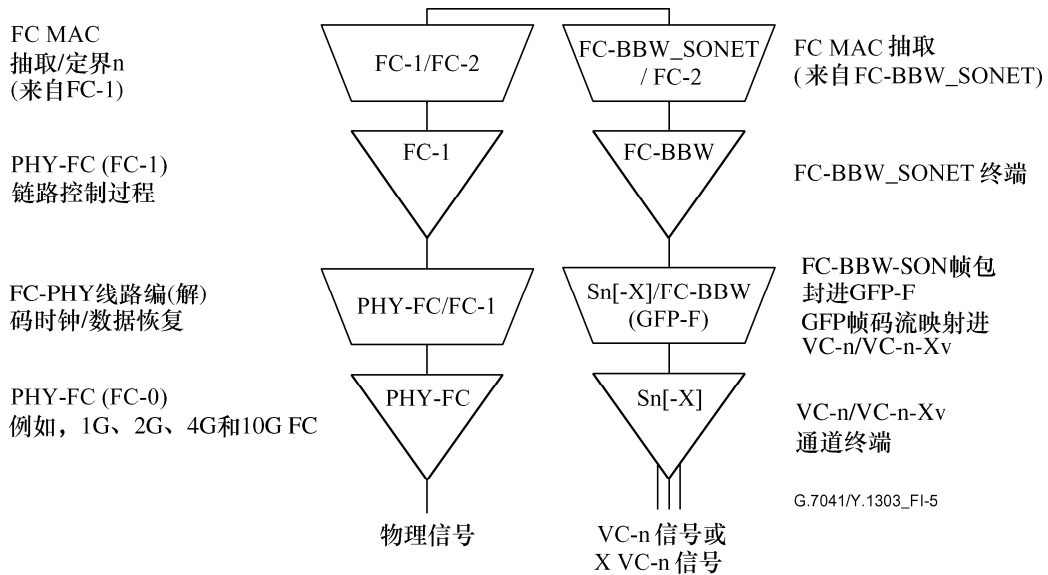 FC MAC
抽取/定界n
(来自FC-1)
FC-1/FC-2
FC-BBW_SONET
/ FC-2
FC MAC 抽取
(来自FC-BBW_SONET)
PHY-FC (FC-1)
链路控制过程
FC-1
FC-BBW
FC-BBW_SONET 终端
FC-PHY线路编(解)
码时钟/数据恢复
PHY-FC/FC-1
Sn[-X]/FC-BBW
(GFP-F)
FC-BBW-SON帧包
封进GFP-F
GFP帧码流映射进
VC-n/VC-n-Xv
PHY-FC (FC-0)
例如，1G、2G、4G和10G FC
PHY-FC
Sn[-X]
VC-n/VC-n-Xv
通道终端
G.7041/Y.1303_FI-5
物理信号
VC-n 信号或
X VC-n 信号